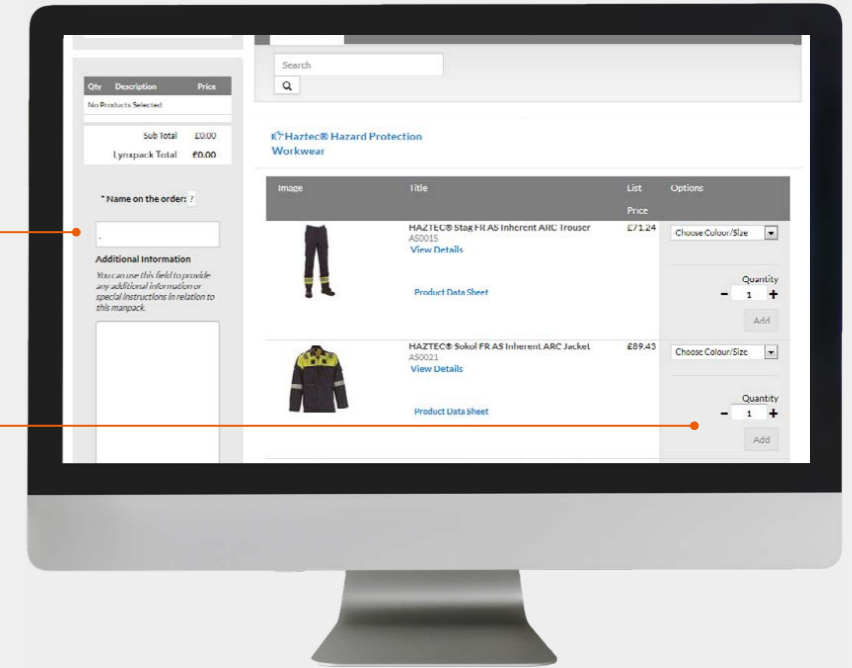 Qty Description Price
No Products Selected
Sub Total £0.00
Lynxpack Total £0.00
* Name on the order: ?
-
Additional Information
You can use this field to provide
any additional information or
special instructions in relation to
this manpack.
Search
Haztec® Hazard Protection
Workwear
Image Title List Price Options
HAZTEC® Stag FR AS Inherent ARC Trouser £71.24 Choose Colour/Size
AS0015
View Details
Quantity
Product Data Sheet - 1 +
Add
HAZTEC® Sokol FR AS Inherent ARC Jacket £89.43 Choose Colour/Size
AS0021
View Details
Quantity
Product Data Sheet - 1 +
Add